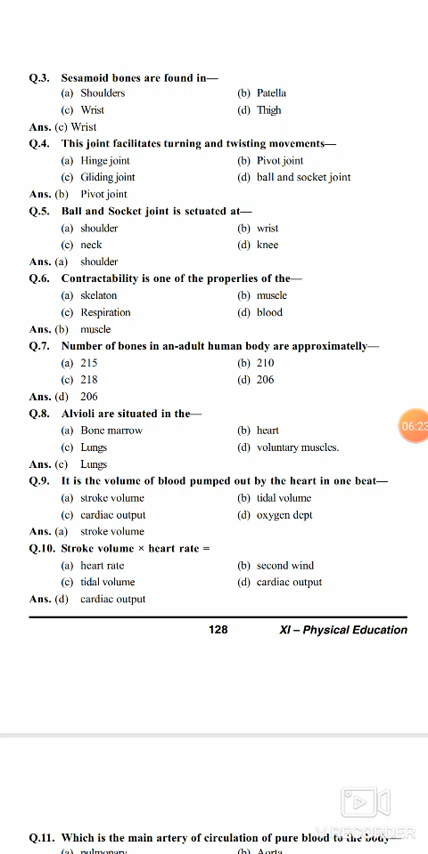 Q.3. Sesamoid bones are found in—
(a) Shoulders (b) Patella
(c) Wrist (d) Thigh
Ans. (c) Wrist
Q.4. This joint facilitates turning and twisting movements—
(a) Hinge joint (b) Pivot joint
(c) Gliding joint (d) ball and socket joint
Ans. (b) Pivot joint
Q.5. Ball and Socket joint is setuated at—
(a) shoulder (b) wrist
(c) neck (d) knee
Ans. (a) shoulder
Q.6. Contractability is one of the properlies of the—
(a) skelaton (b) muscle
(c) Respiration (d) blood
Ans. (b) muscle
Q.7. Number of bones in an-adult human body are approximatelly—
(a) 215 (b) 210
(c) 218 (d) 206
Ans. (d) 206
Q.8. Alvioli are situated in the—
(a) Bone marrow (b) heart
06:23
(c) Lungs (d) voluntary muscles.
Ans. (c) Lungs
Q.9. It is the volume of blood pumped out by the heart in one beat—
(a) stroke volume (b) tidal volume
(c) cardiac output (d) oxygen dept
Ans. (a) stroke volume
Q.10. Stroke volume × heart rate =
(a) heart rate (b) second wind
(c) tidal volume (d) cardiac output
Ans. (d) cardiac output
128 XI – Physical Education
V RECORDER
Q.11. Which is the main artery of circulation of pure blood to the body—
(a) pulmonary (b) Aorta